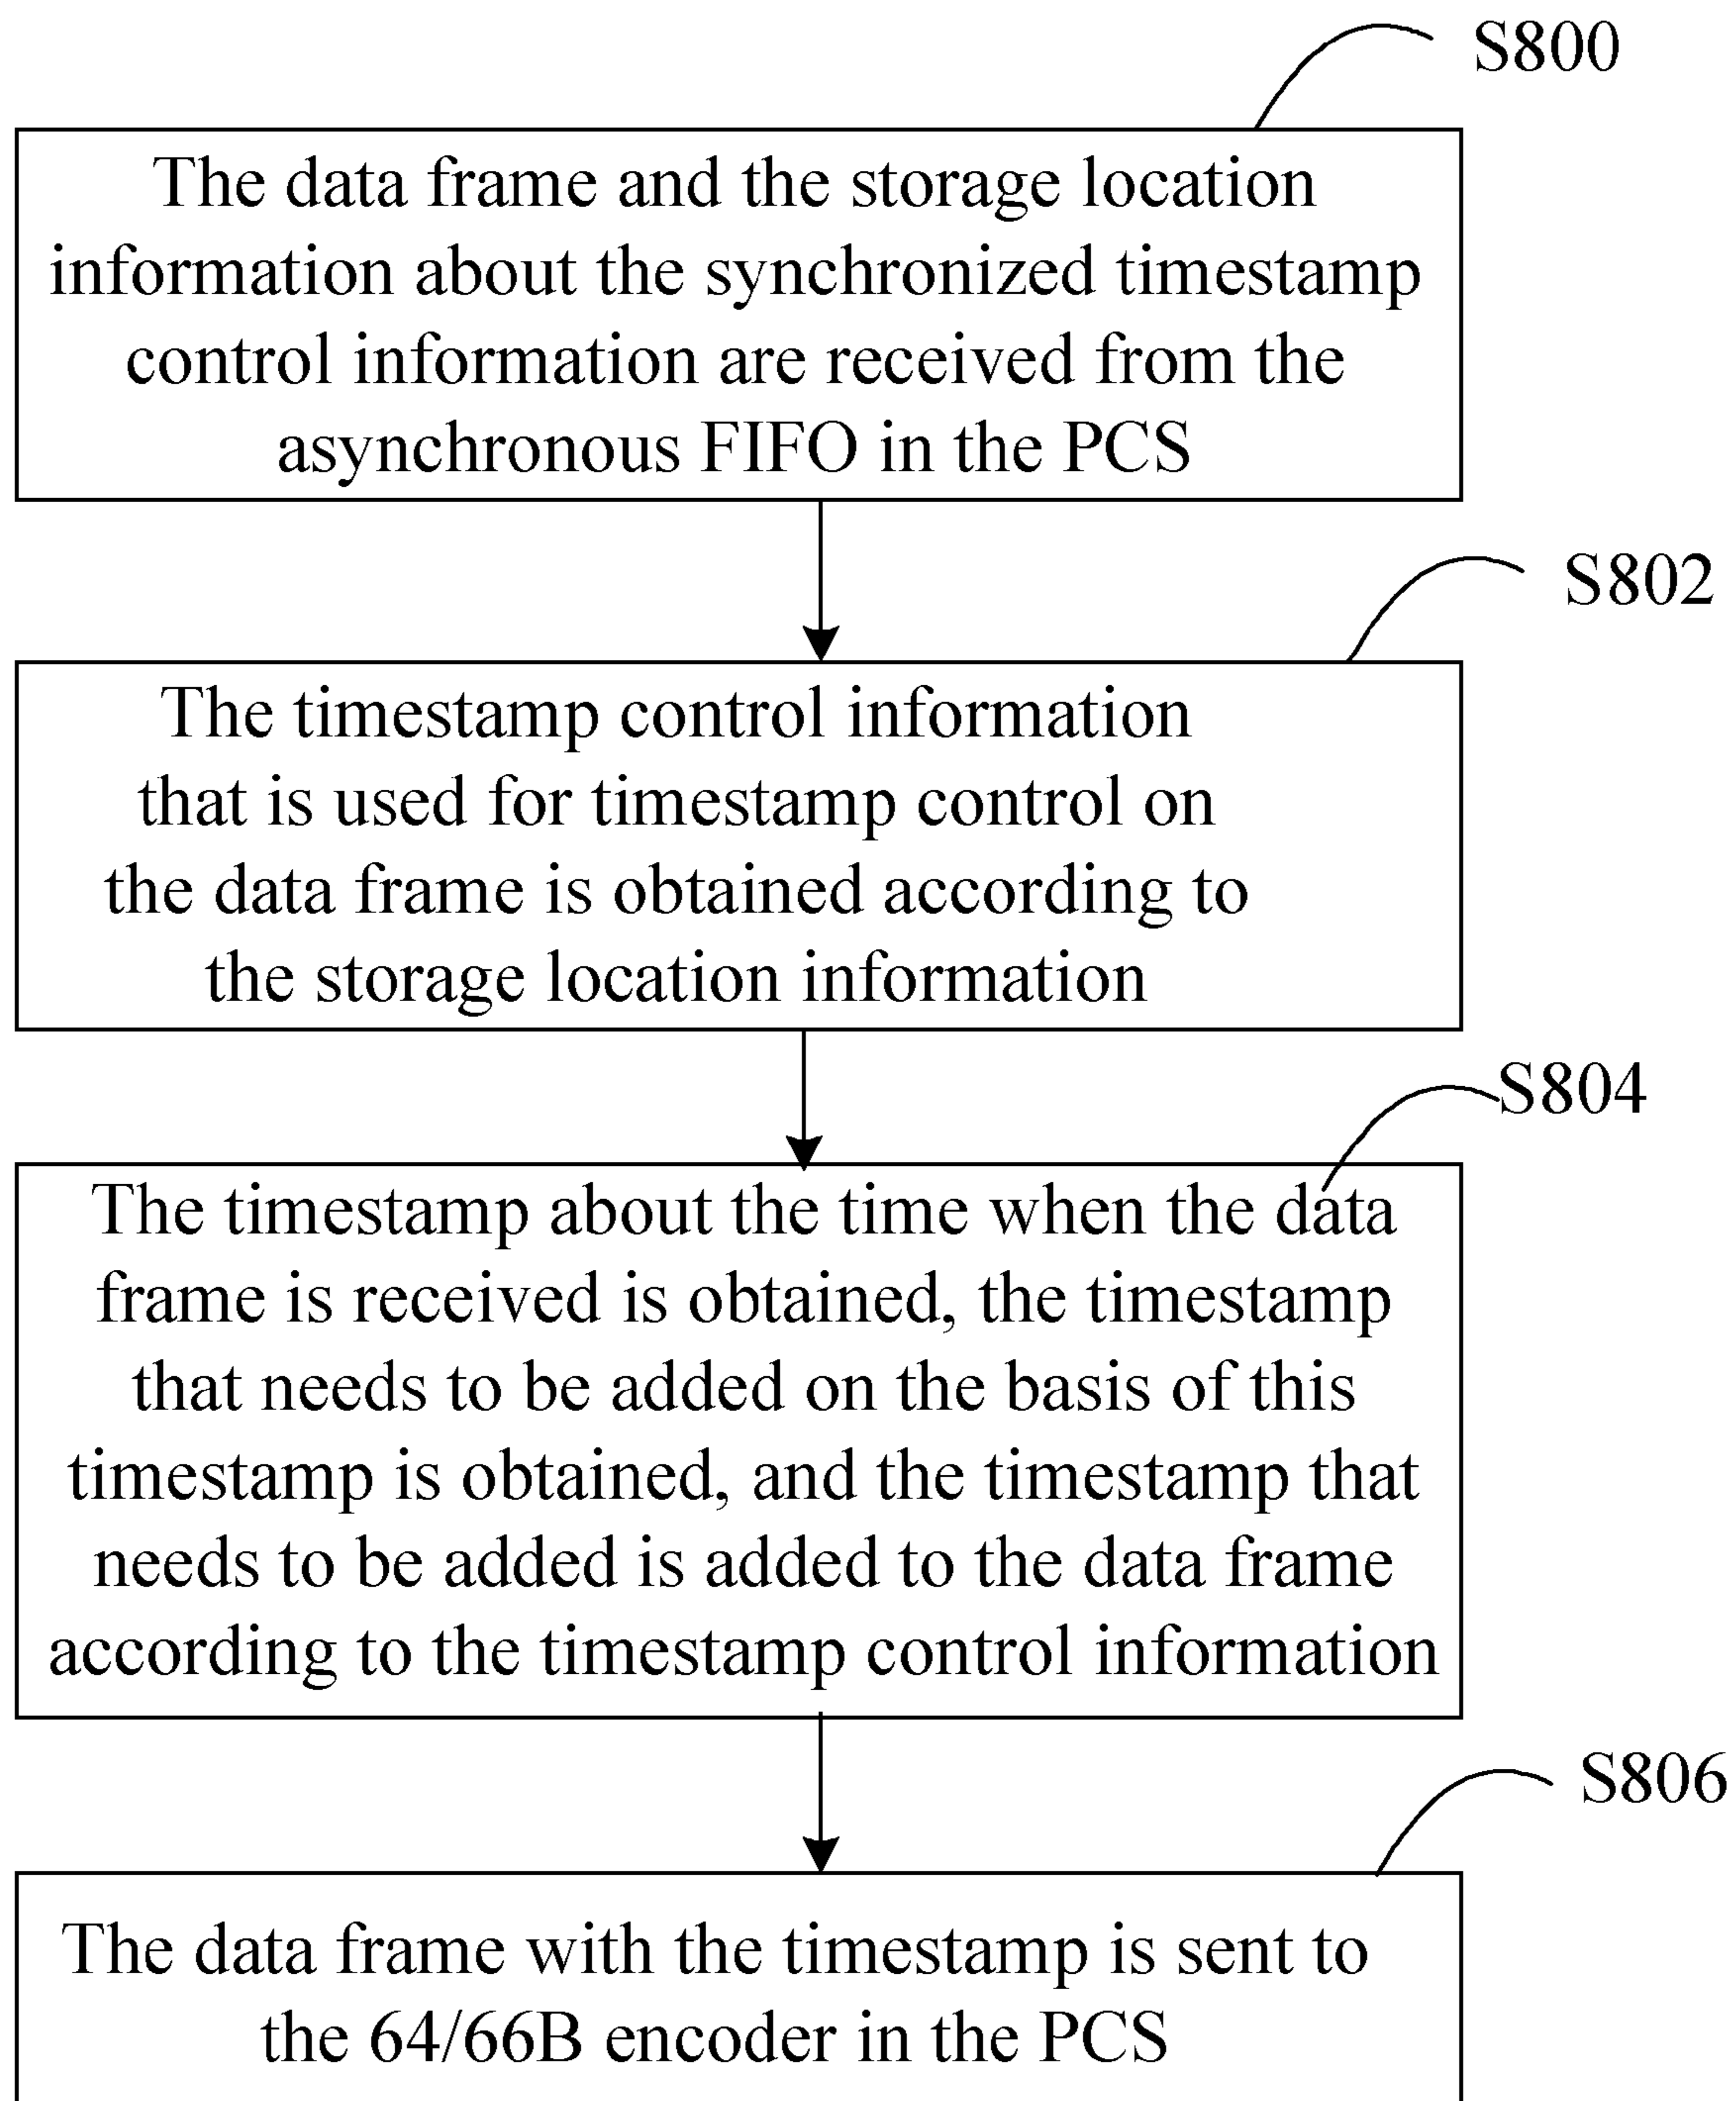 S800
The data frame and the storage location
information about the synchronized timestamp
control information are received from the
asynchronous FIFO in the PCS
S802
The timestamp control information
that is used for timestamp control on
the data frame is obtained according to
the storage location information
S804
The timestamp about the time when the data
frame is received is obtained, the timestamp
that needs to be added on the basis of this
timestamp is obtained, and the timestamp that
needs to be added is added to the data frame
according to the timestamp control information
S806
The data frame with the timestamp is sent to
the 64/66B encoder in the PCS